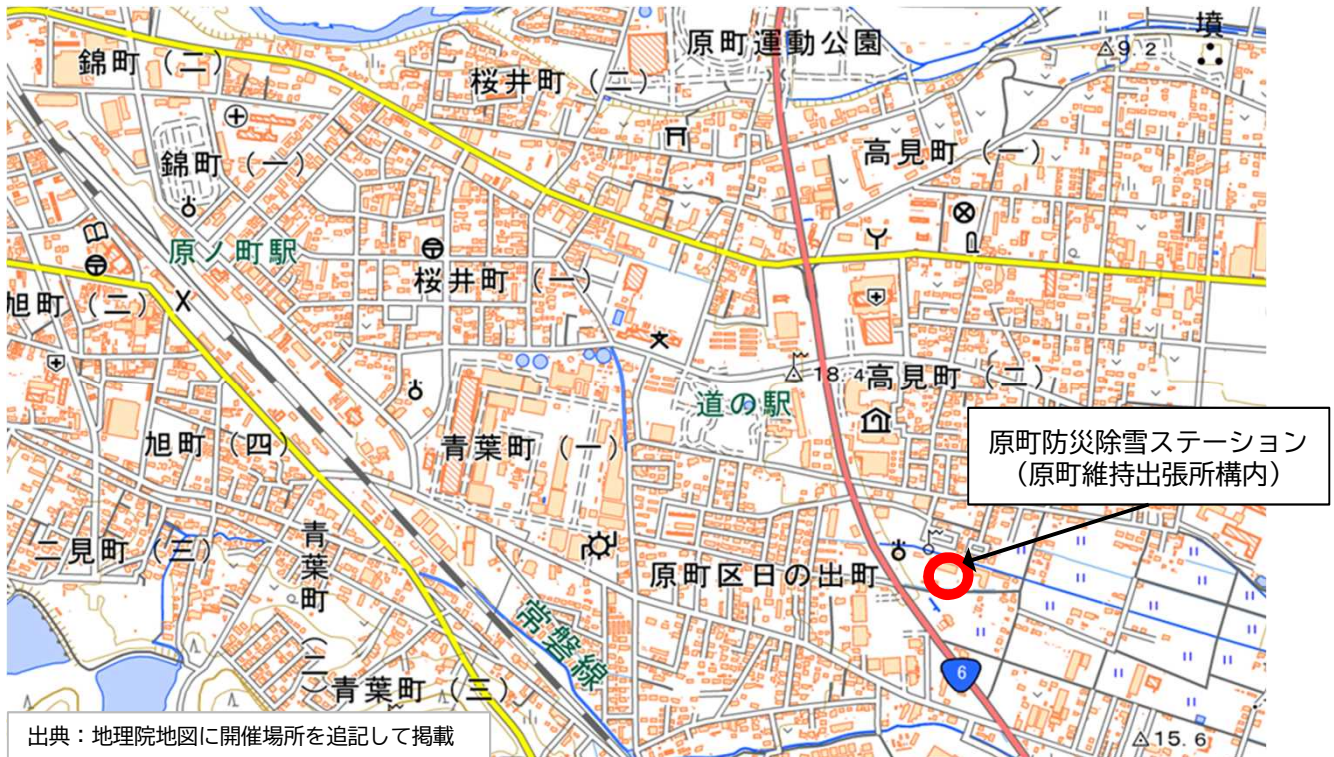 墳
原町運動公園
9.2
錦町（二）
桜井町（二）
高見町（一）
錦町（一）
原ノ町駅
桜井町（一）
旭町（二）
18.4
高見町（二）
道の駅
原町防災除雪ステーション
（原町維持出張所構内）
旭町（四）
青葉町（一）
二見町（三）
青葉町（二）
原町区日の出町
常磐線
6
青葉町（三）
15.6
出典：地理院地図に開催場所を追記して掲載